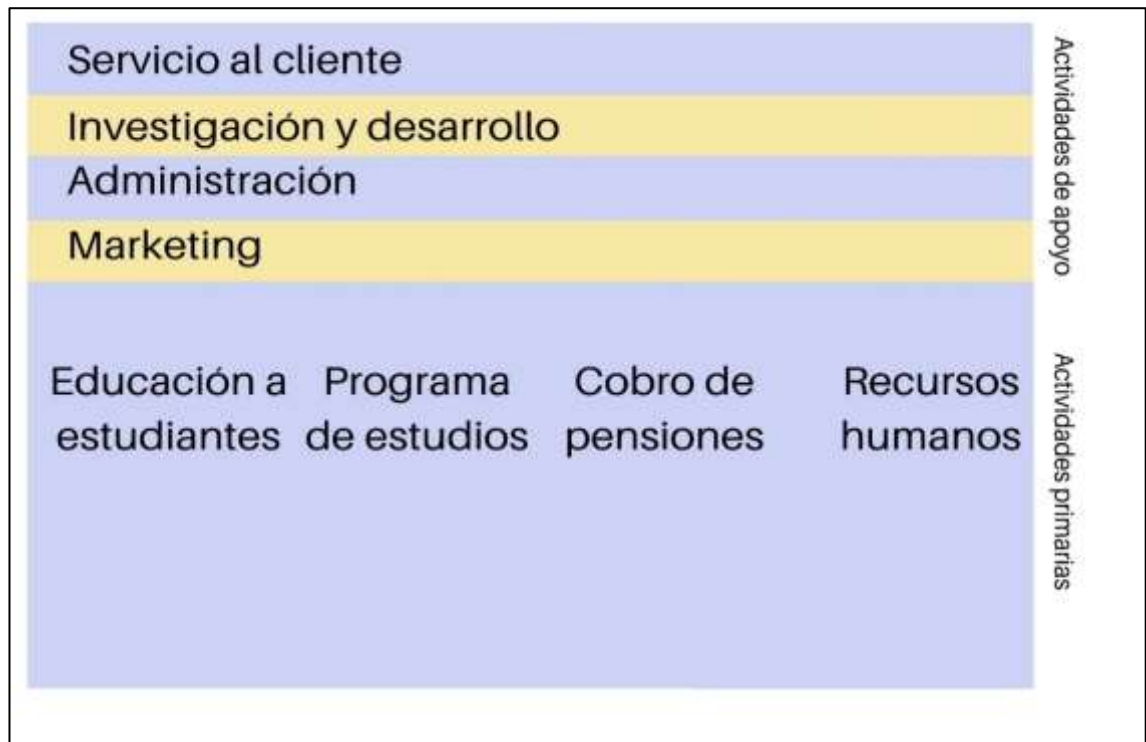 Servicio al cliente
Investigación y desarrollo
Administración
Marketing
Actividades de apoyo
Educación a
estudiantes
Programa
de estudios
Cobro de
pensiones
Recursos
humanos
Actividades primarias